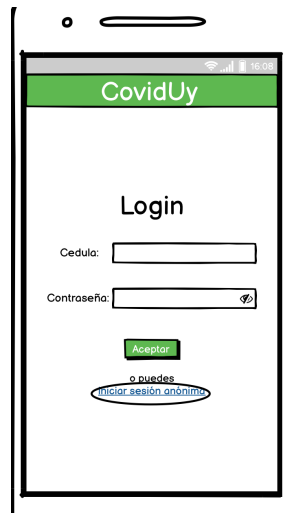 16:08
CovidUy
Login
Cedula:
Contraseña:
Aceptar
o puedes
Iniciar sesión anónima